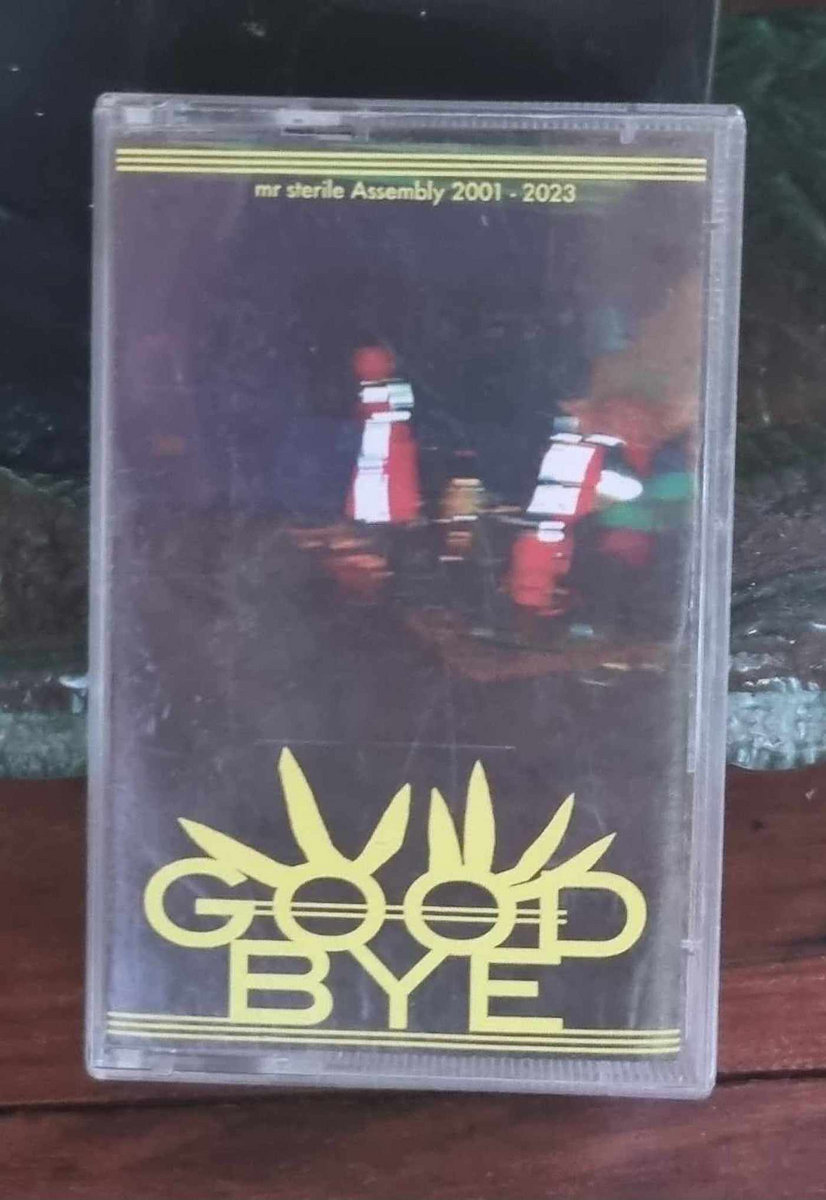 mr sterile Assembly 2001 - 2023
GOOD
BYE